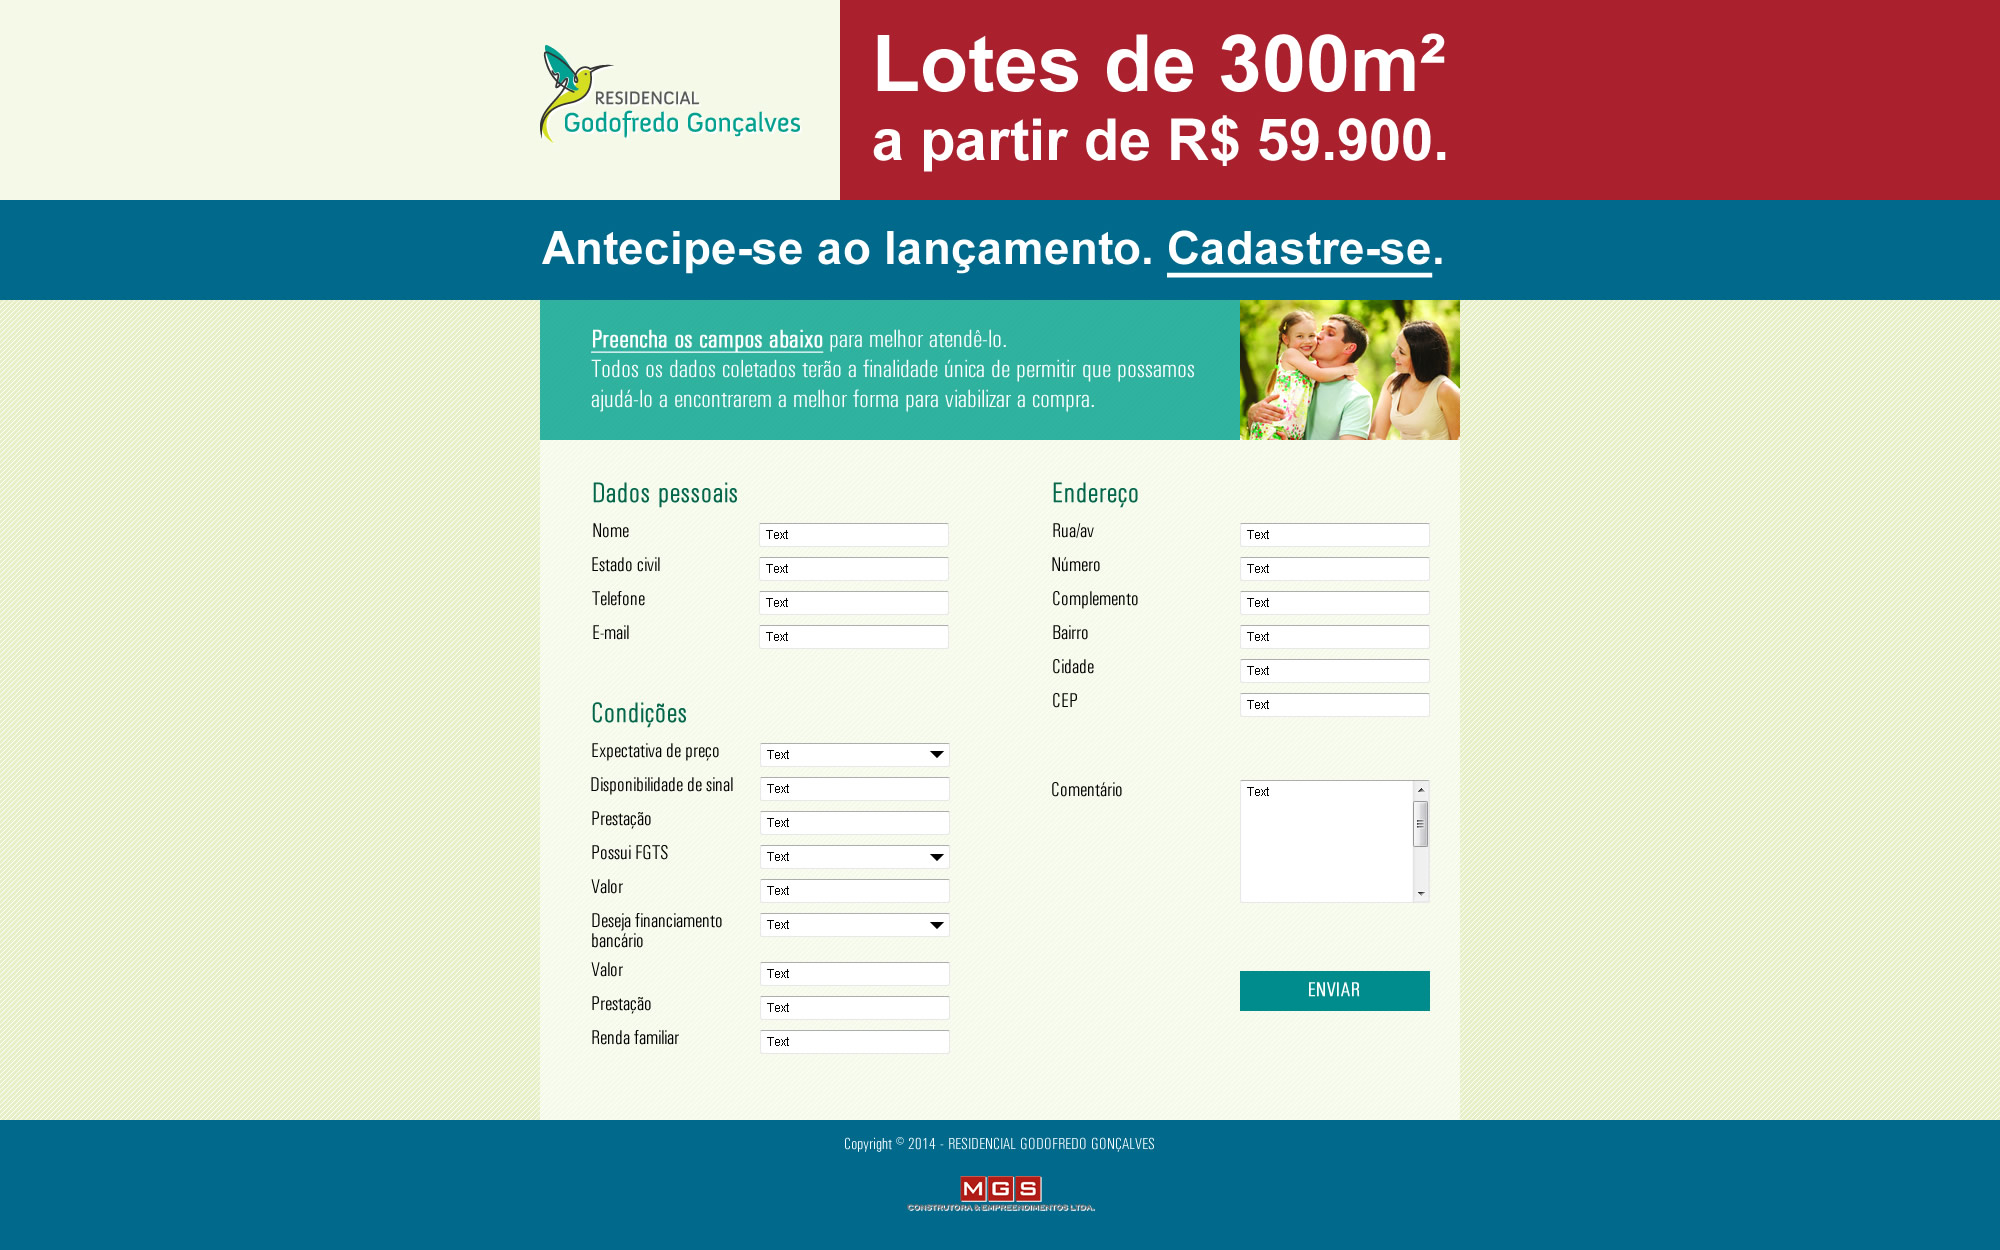 RESIDENCIAL
Godofredo Gonçalves
Lotes de 300m²
a partir de R$ 59.900.
Antecipe-se ao lançamento. Cadastre-se.
Preencha os campos abaixo para melhor atendê-lo.
Todos os dados coletados terão a finalidade única de permitir que possamos
ajudá-lo a encontrarem a melhor forma para viabilizar a compra.
Dados pessoais
Nome Text
Estado civil Text
Telefone Text
E-mail Text
Condições
Expectativa de preço Text
Disponibilidade de sinal Text
Prestação Text
Possui FGTS Text
Valor Text
Deseja financiamento Text
bancário
Valor Text
Prestação Text
Renda familiar Text
Endereço
Rua/av Text
Número Text
Complemento Text
Bairro Text
Cidade Text
CEP Text
Comentário Text
ENVIAR
Copyright © 2014 - RESIDENCIAL GODOFREDO GONÇALVES
MGS
CONSTRUTORA & EMPREENDIMENTOS LTDA.